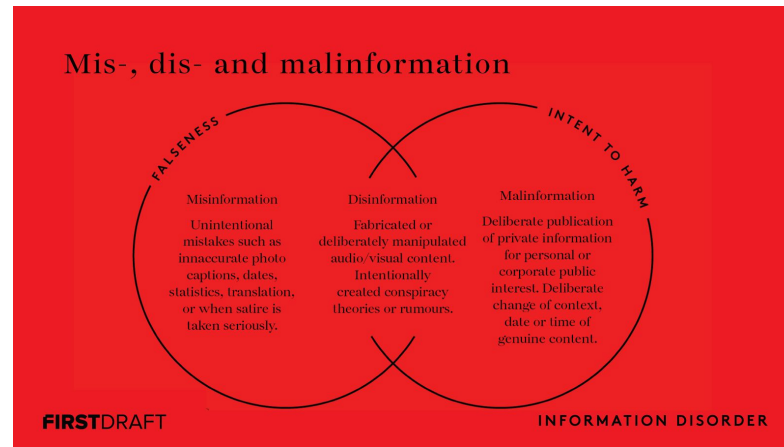 Mis-, dis- and malinformation
FALSENESS
INTENT TO HARM
Misinformation
Unintentional
mistakes such as
innaccurate photo
captions, dates,
statistics, translation,
or when satire is
taken seriously.
Disinformation
Fabricated or
deliberately manipulated
audio/visual content.
Intentionally
created conspiracy
theories or rumours.
Malinformation
Deliberate publication
of private information
for personal or
corporate public
interest. Deliberate
change of context,
date or time of
genuine content.
FIRSTDRAFT
INFORMATION DISORDER